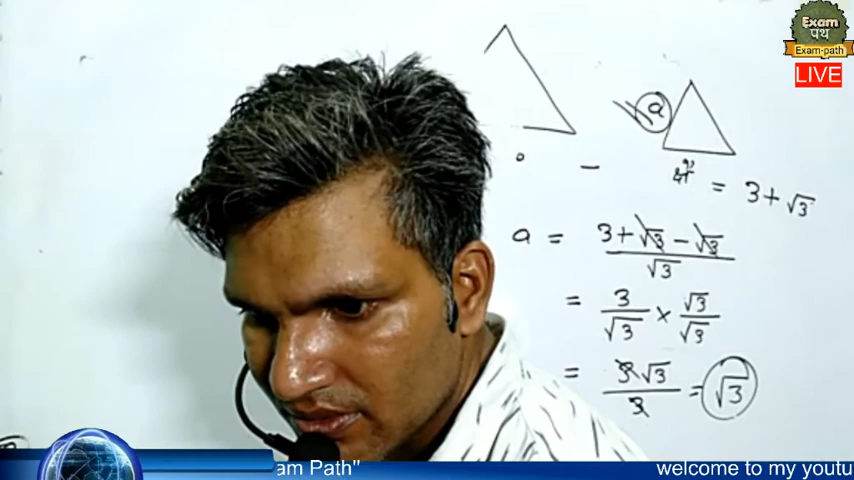 Exam
पथ
Exam-path
LIVE
a
= 3+√3
a = 3+√3-√3 / √3
= 3/√3 × √3/√3
= 3√3/3 = √3
am Path"
welcome to my youtu